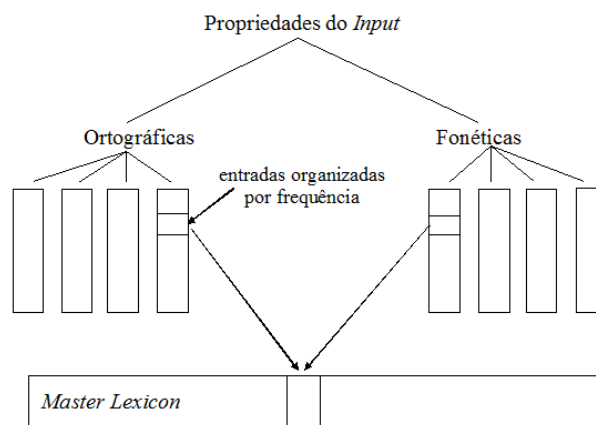 Propriedades do Input
Ortográficas
Fonéticas
entradas organizadas
por frequência
Master Lexicon